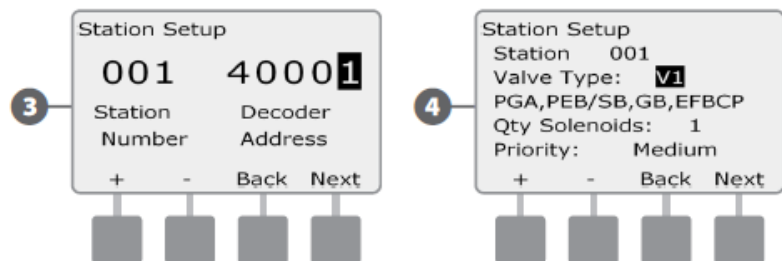 3
Station Setup
001 40001
Station Decoder
Number Address
+ - Back Next
4
Station Setup
Station 001
Valve Type: V1
PGA,PEB/SB,GB,EFBCP
Qty Solenoids: 1
Priority: Medium
+ - Back Next